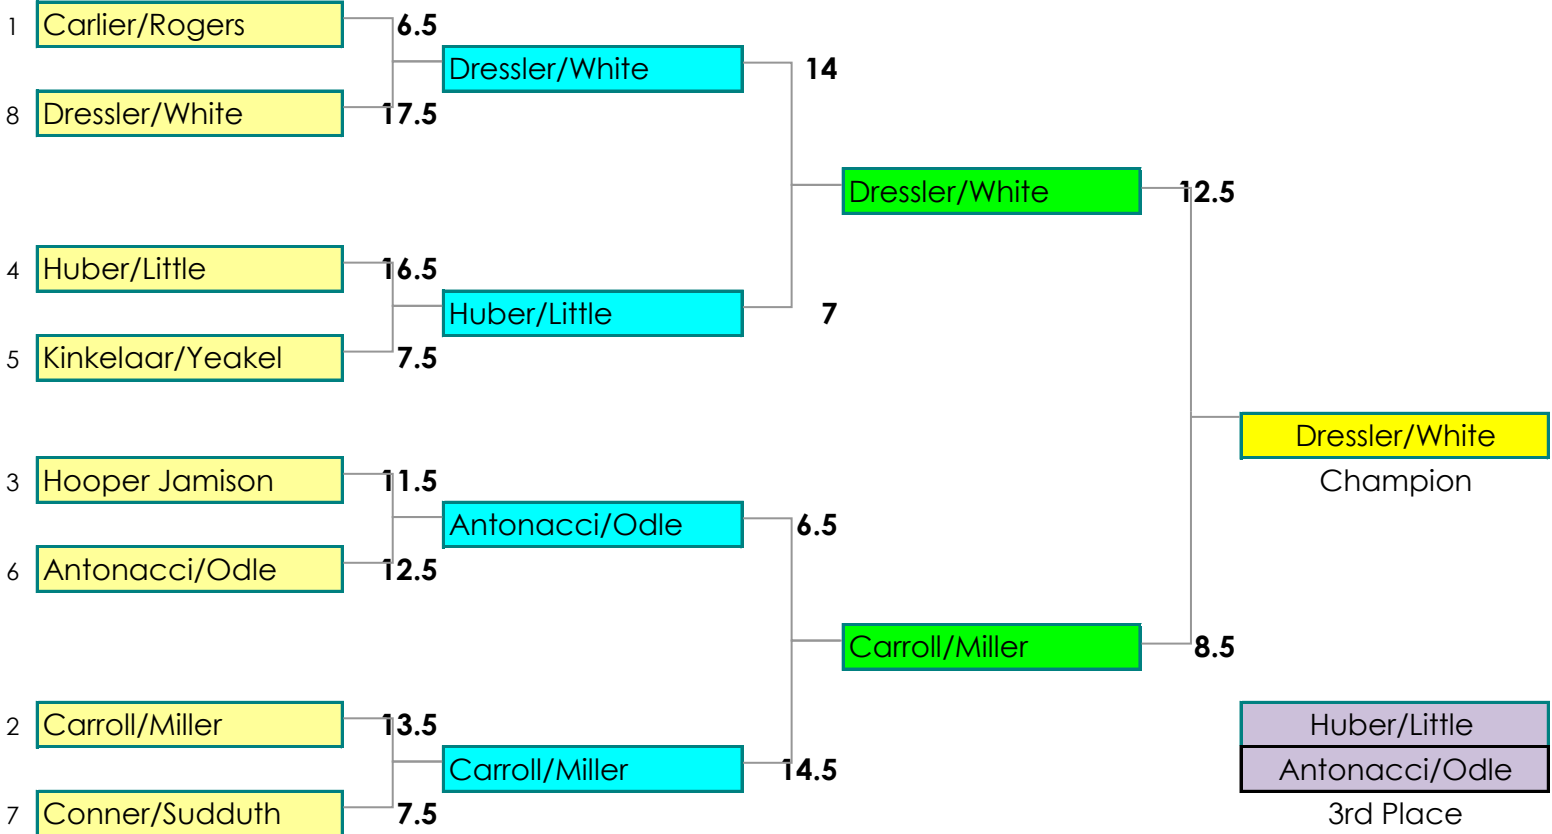 1 Carlier/Rogers 6.5
Dressler/White 14
8 Dressler/White 17.5
Dressler/White 12.5
4 Huber/Little 16.5
Huber/Little 7
5 Kinkelaar/Yeakel 7.5
Dressler/White
Champion
3 Hooper Jamison 11.5
Antonacci/Odle 6.5
6 Antonacci/Odle 12.5
Carroll/Miller 8.5
2 Carroll/Miller 13.5
Huber/Little
Carroll/Miller 14.5
Antonacci/Odle
7 Conner/Sudduth 7.5
3rd Place